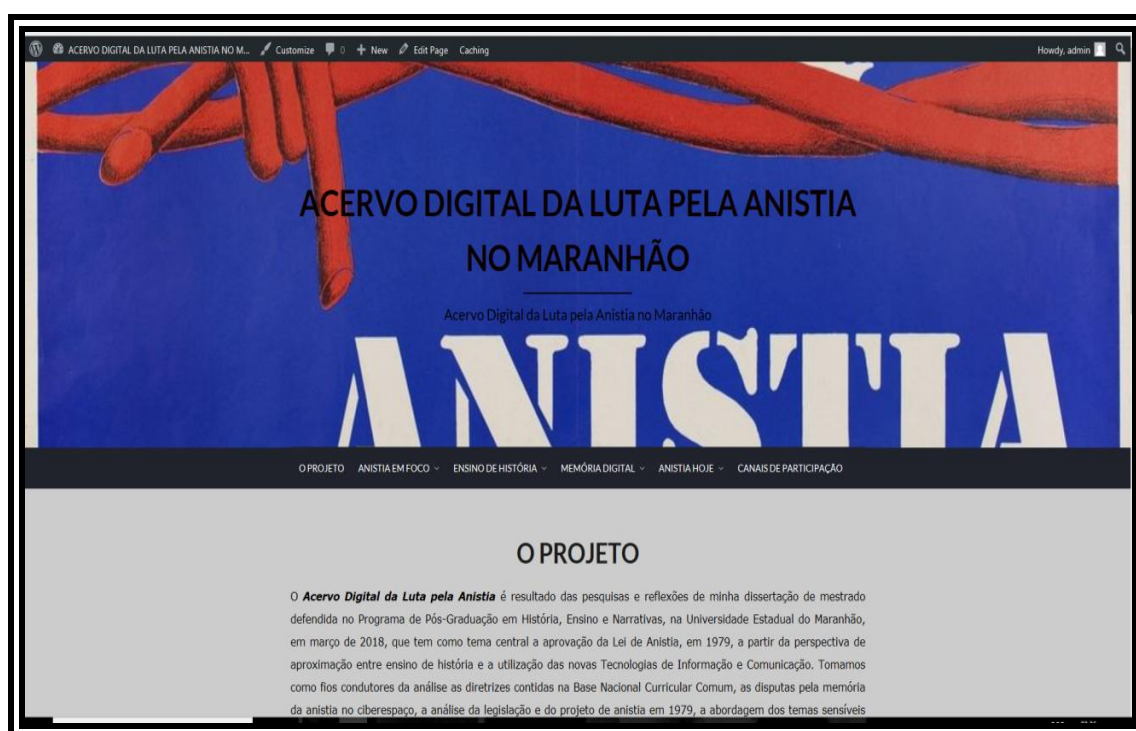 ACERVO DIGITAL DA LUTA PELA ANISTIA NO M... Customize 0 New Edit Page Caching Howdy, admin
ACERVO DIGITAL DA LUTA PELA ANISTIA
NO MARANHÃO
Acervo Digital da Luta pela Anistia no Maranhão
ANISTIA
O PROJETO ANISTIA EM FOCO ENSINO DE HISTÓRIA MEMÓRIA DIGITAL ANISTIA HOJE CANAIS DE PARTICIPAÇÃO
O PROJETO
O Acervo Digital da Luta pela Anistia é resultado das pesquisas e reflexões de minha dissertação de mestrado
defendida no Programa de Pós-Graduação em História, Ensino e Narrativas, na Universidade Estadual do Maranhão,
em março de 2018, que tem como tema central a aprovação da Lei de Anistia, em 1979, a partir da perspectiva de
aproximação entre ensino de história e a utilização das novas Tecnologias de Informação e Comunicação. Tomamos
como fios condutores da análise as diretrizes contidas na Base Nacional Curricular Comum, as disputas pela memória
da anistia no ciberespaço, a análise da legislação e do projeto de anistia em 1979, a abordagem dos temas sensíveis